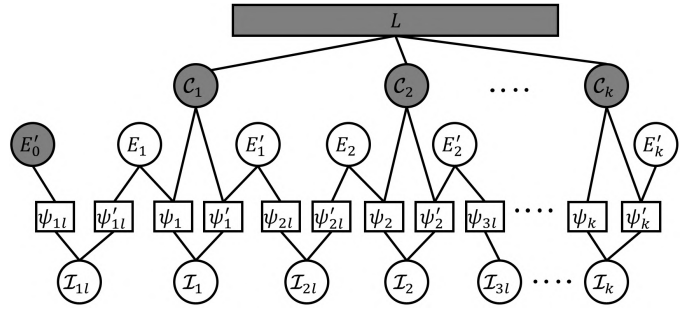 L
𝒞₁ 𝒞₂ .... 𝒞ₖ
E′₀ E₁ E′₁ E₂ E′₂ E′ₖ
ψ₁ₗ ψ′₁ₗ ψ₁ ψ′₁ ψ₂ₗ ψ′₂ₗ ψ₂ ψ′₂ ψ₃ₗ .... ψₖ ψ′ₖ
ℐ₁ₗ ℐ₁ ℐ₂ₗ ℐ₂ ℐ₃ₗ .... ℐₖ